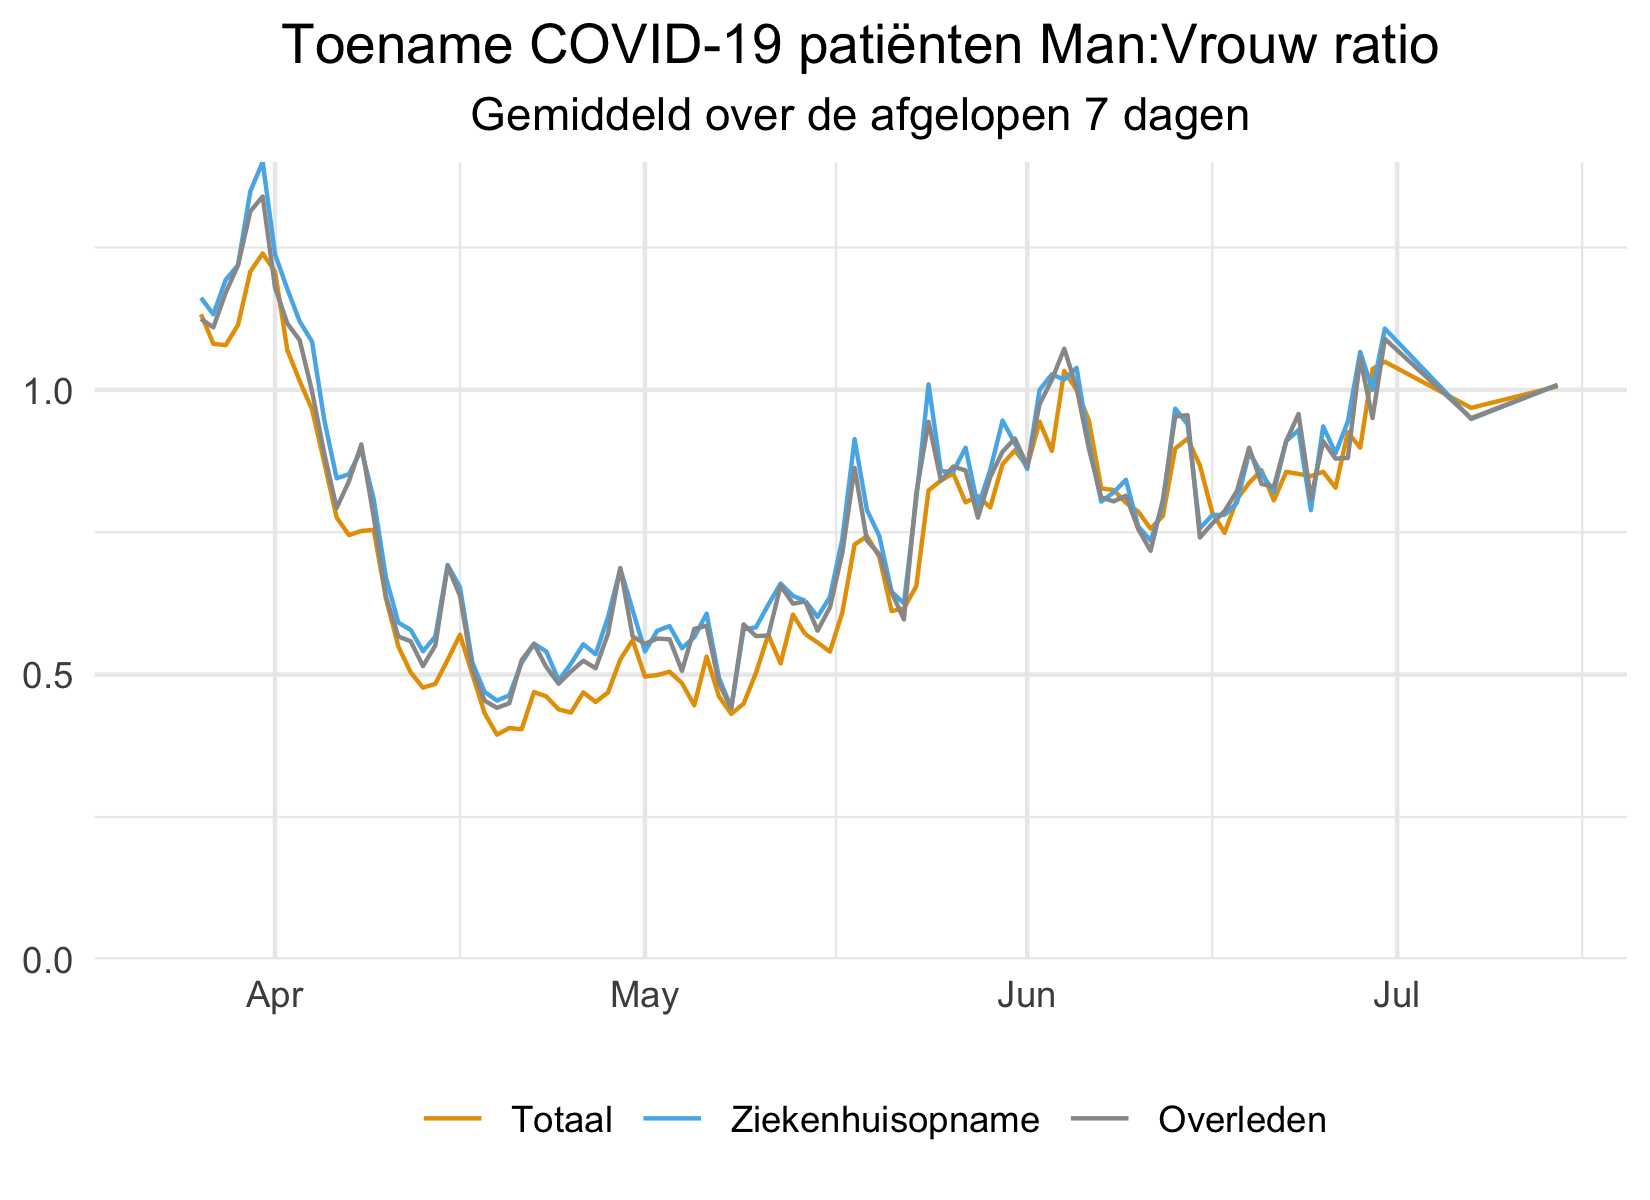 Toename COVID-19 patiënten Man:Vrouw ratio
Gemiddeld over de afgelopen 7 dagen
1.0
0.5
0.0
Apr May Jun Jul
Totaal Ziekenhuisopname Overleden